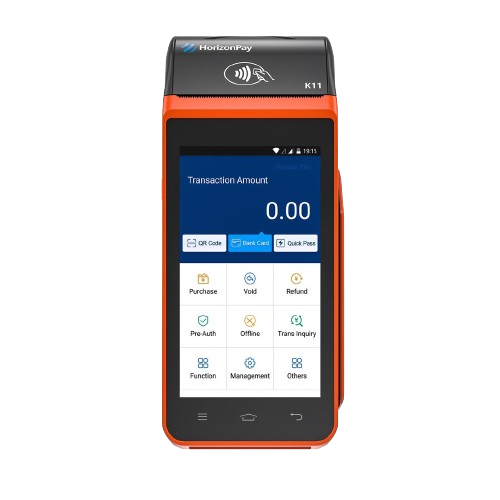 HorizonPay
K11
19:15
Transaction Amount
0.00
QR Code Bank Card Quick Pass
Purchase Void Refund
Pre-Auth Offline Trans Inquiry
Function Management Others